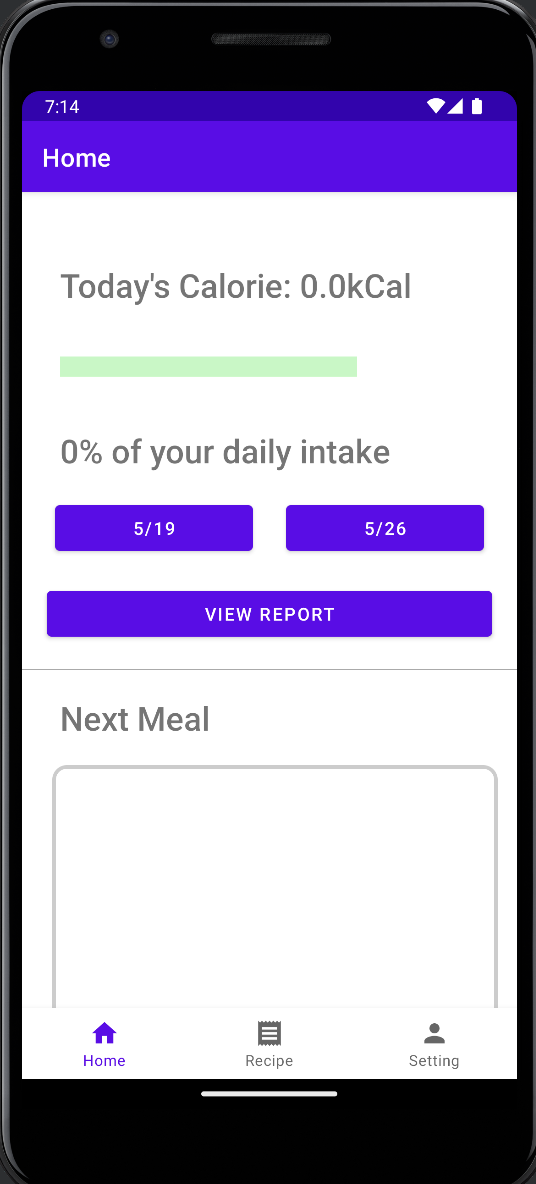 7:14
Home
Today's Calorie: 0.0kCal
0% of your daily intake
5/19 5/26
VIEW REPORT
Next Meal
Home Recipe Setting